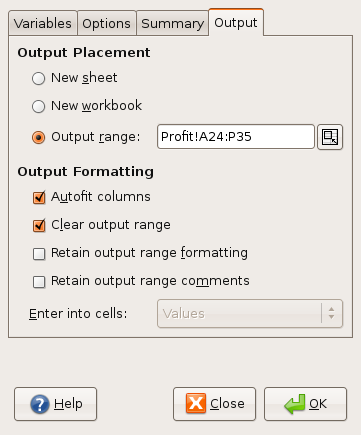 Variables Options Summary Output
Output Placement
New sheet
New workbook
Output range: Profit!A24:P35
Output Formatting
Autofit columns
Clear output range
Retain output range formatting
Retain output range comments
Enter into cells: Values
Help Close OK